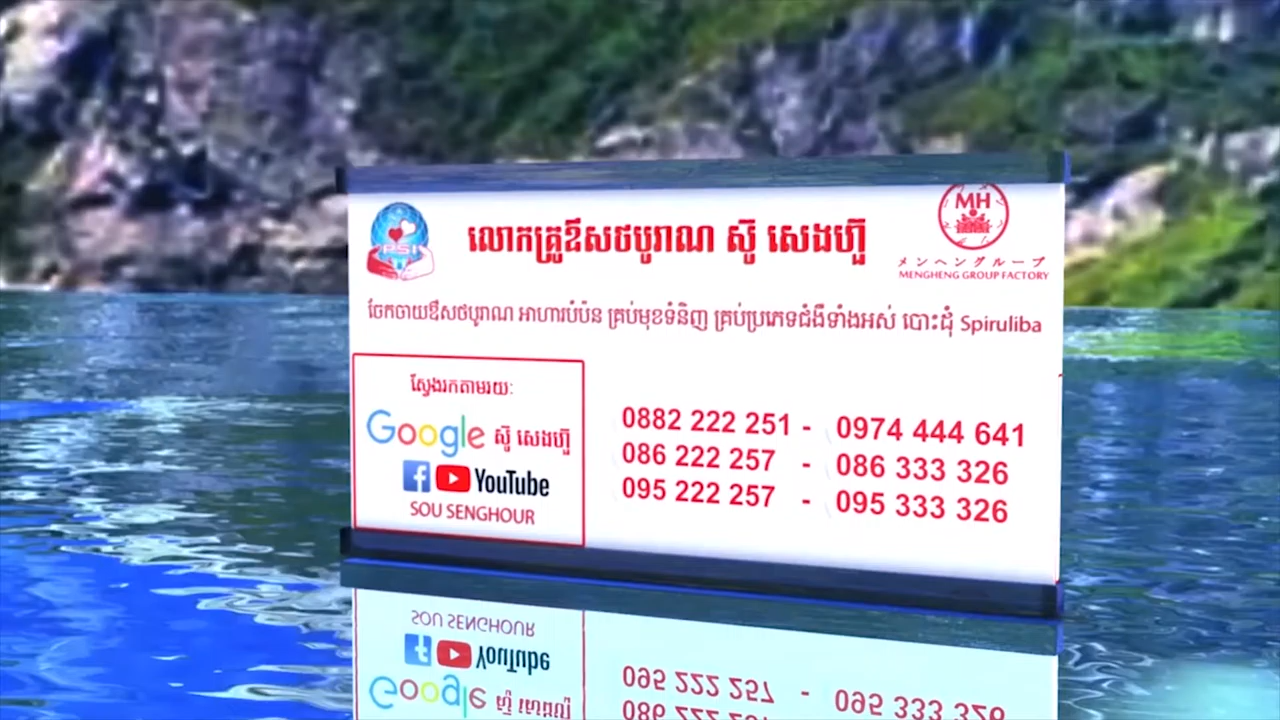 PSI
លោកគ្រូឱសថបូរាណ ស៊ូ សេងហ៊្គួ
MH
メンヘングループ
MENGHENG GROUP FACTORY
ចែកចាយឱសថបូរាណ អាហារបំប៉ន គ្រប់មុខទំនិញ គ្រប់ប្រភេទជំងឺទាំងអស់ បោះដុំ Spiruliba
ស្វែងរកតាមរយៈ
Google ស៊ូ សេងហ៊្គួ
YouTube
SOU SENGHOUR
0882 222 251 - 0974 444 641
086 222 257 - 086 333 326
095 222 257 - 095 333 326